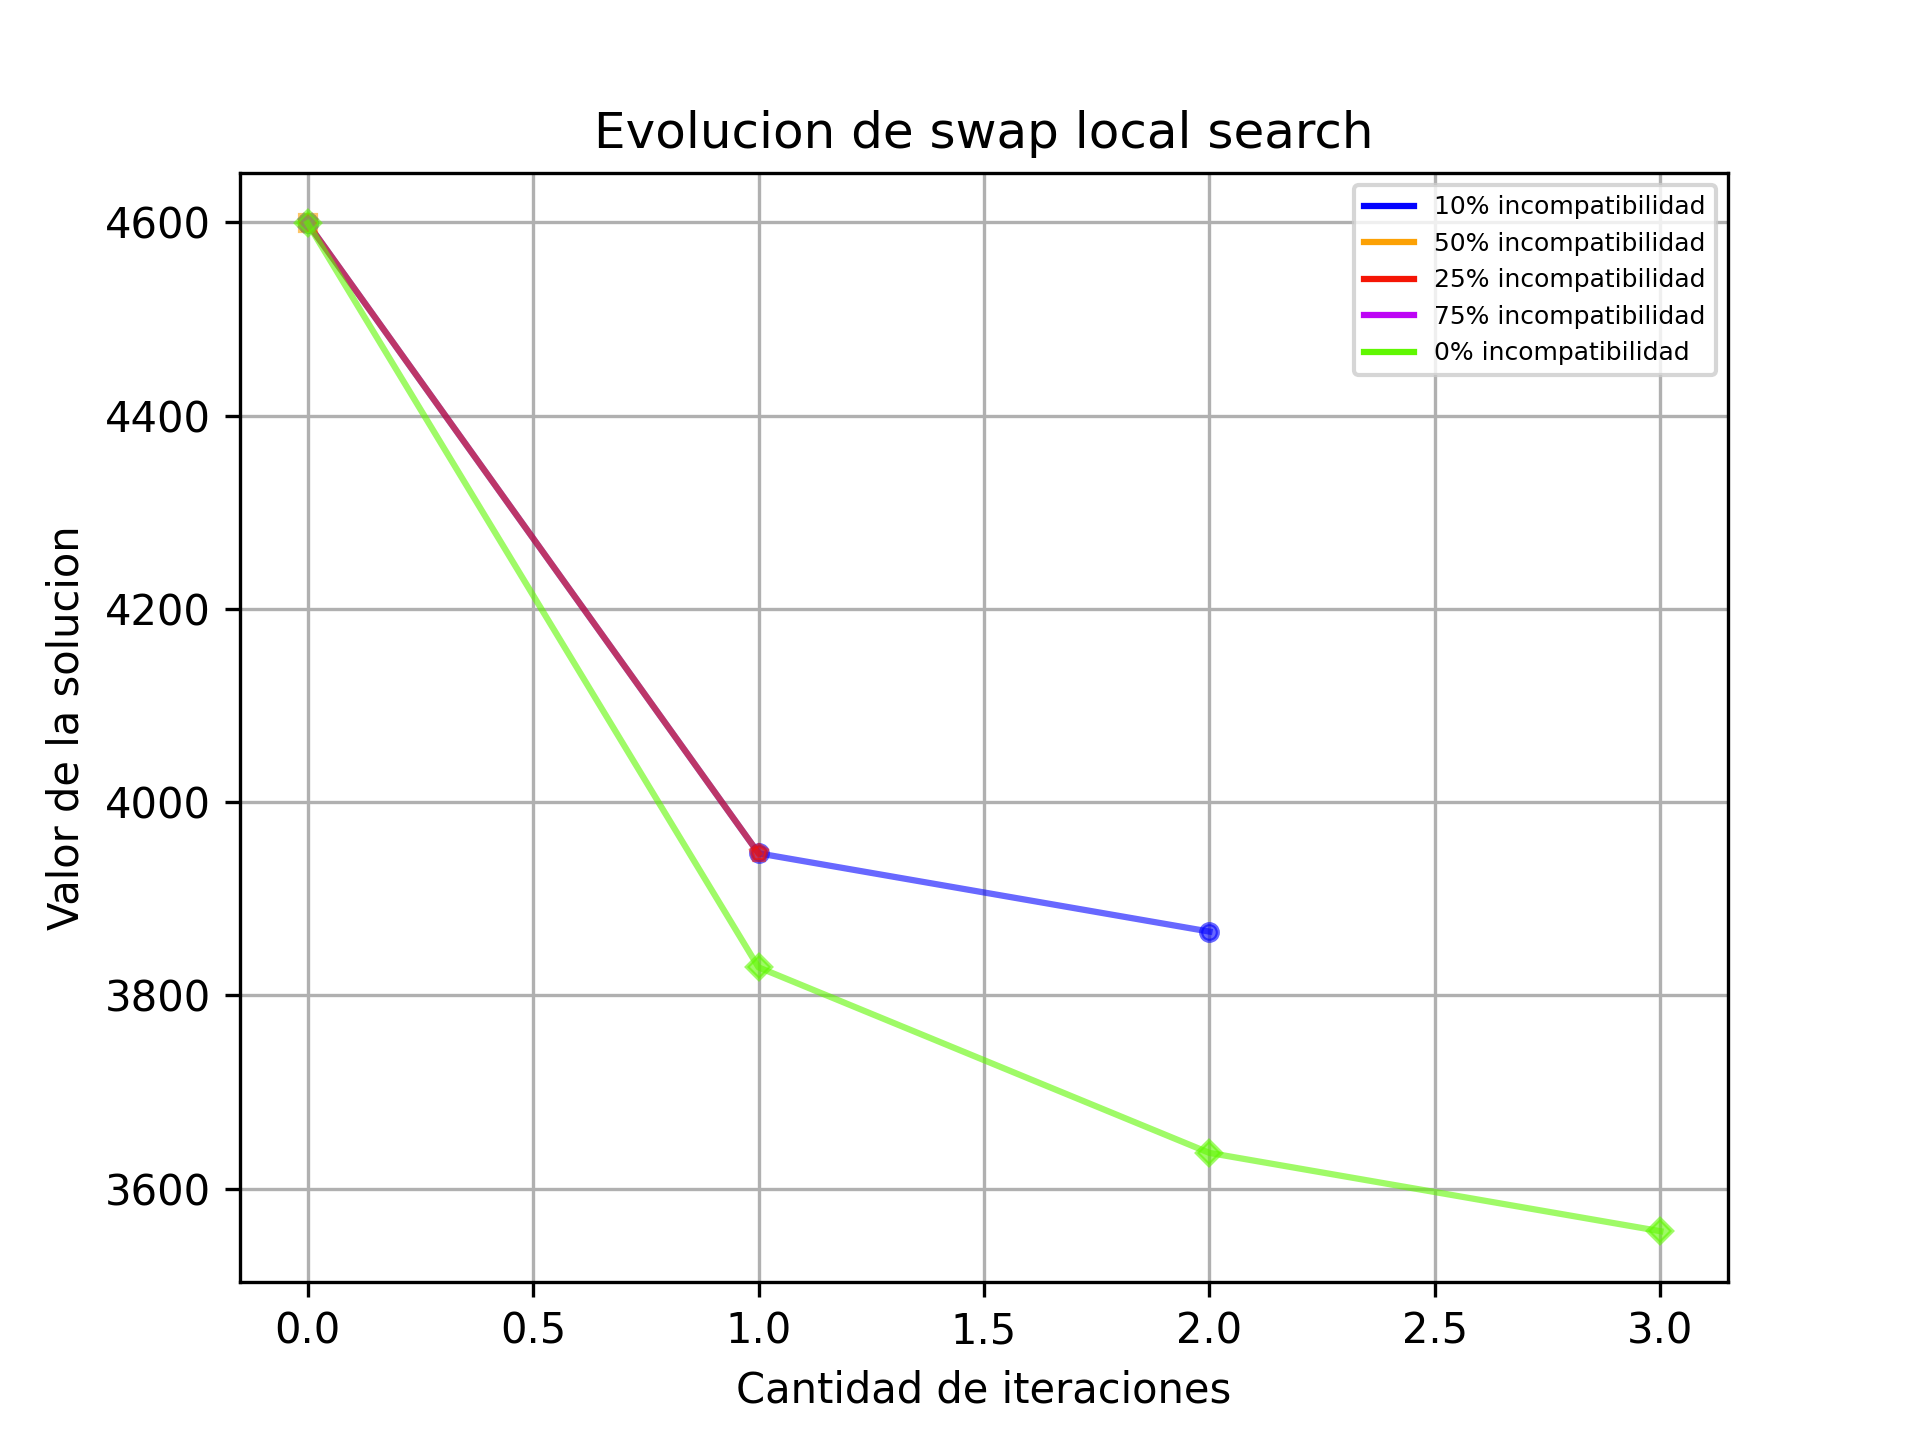 Evolucion de swap local search
10% incompatibilidad
50% incompatibilidad
25% incompatibilidad
75% incompatibilidad
0% incompatibilidad
Valor de la solucion
4600
4400
4200
4000
3800
3600
0.0 0.5 1.0 1.5 2.0 2.5 3.0
Cantidad de iteraciones